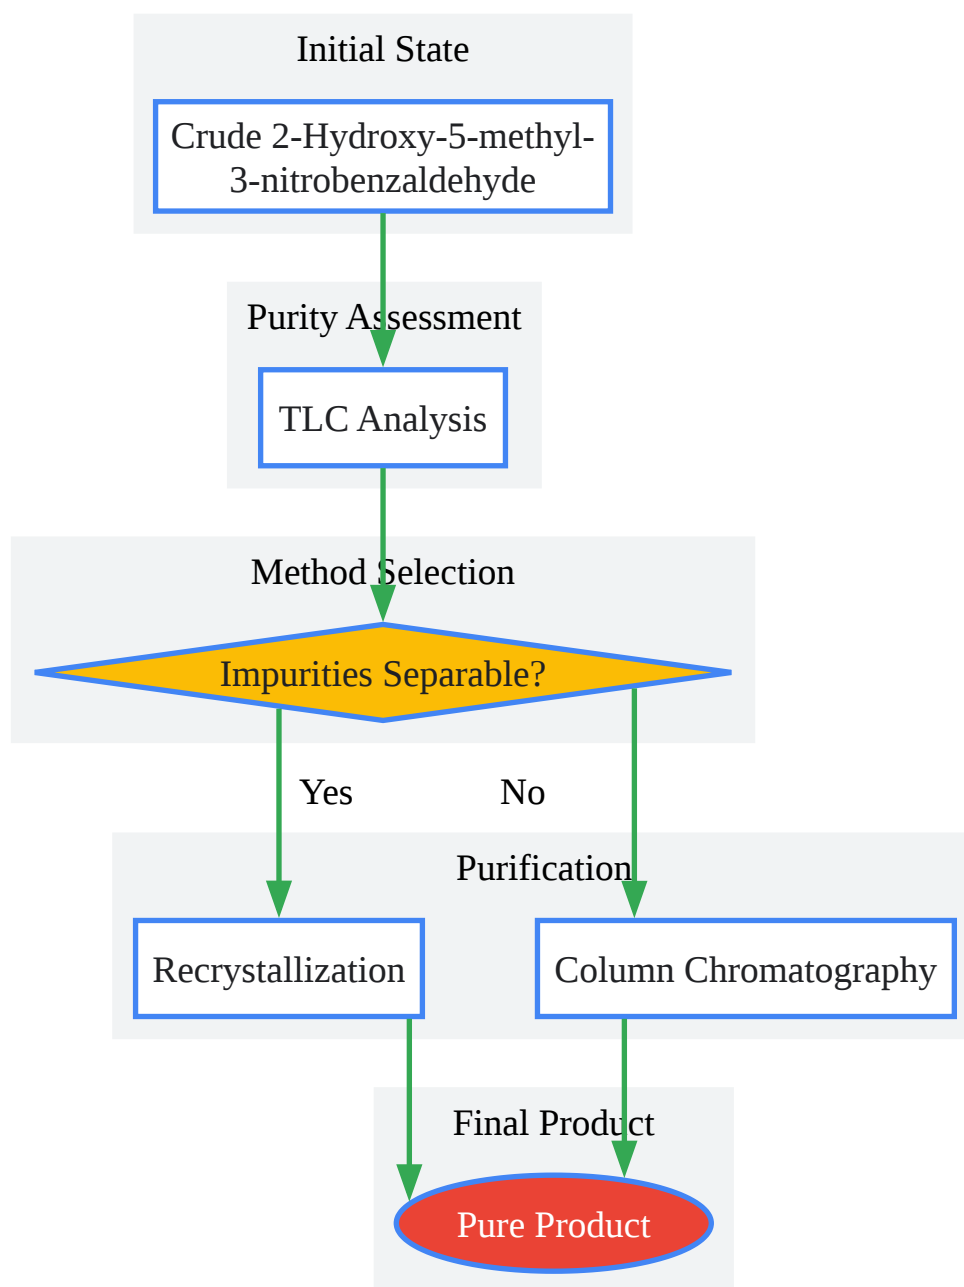 Initial State
Crude 2-Hydroxy-5-methyl-
3-nitrobenzaldehyde
Purity Assessment
TLC Analysis
Method Selection
Impurities Separable?
Yes
No
Purification
Recrystallization
Column Chromatography
Final Product
Pure Product